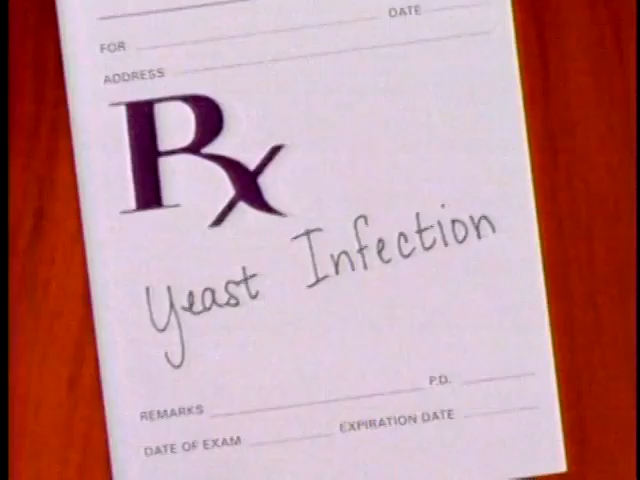 DATE
FOR
ADDRESS
Rx
Yeast Infection
P.D.
REMARKS
EXPIRATION DATE
DATE OF EXAM